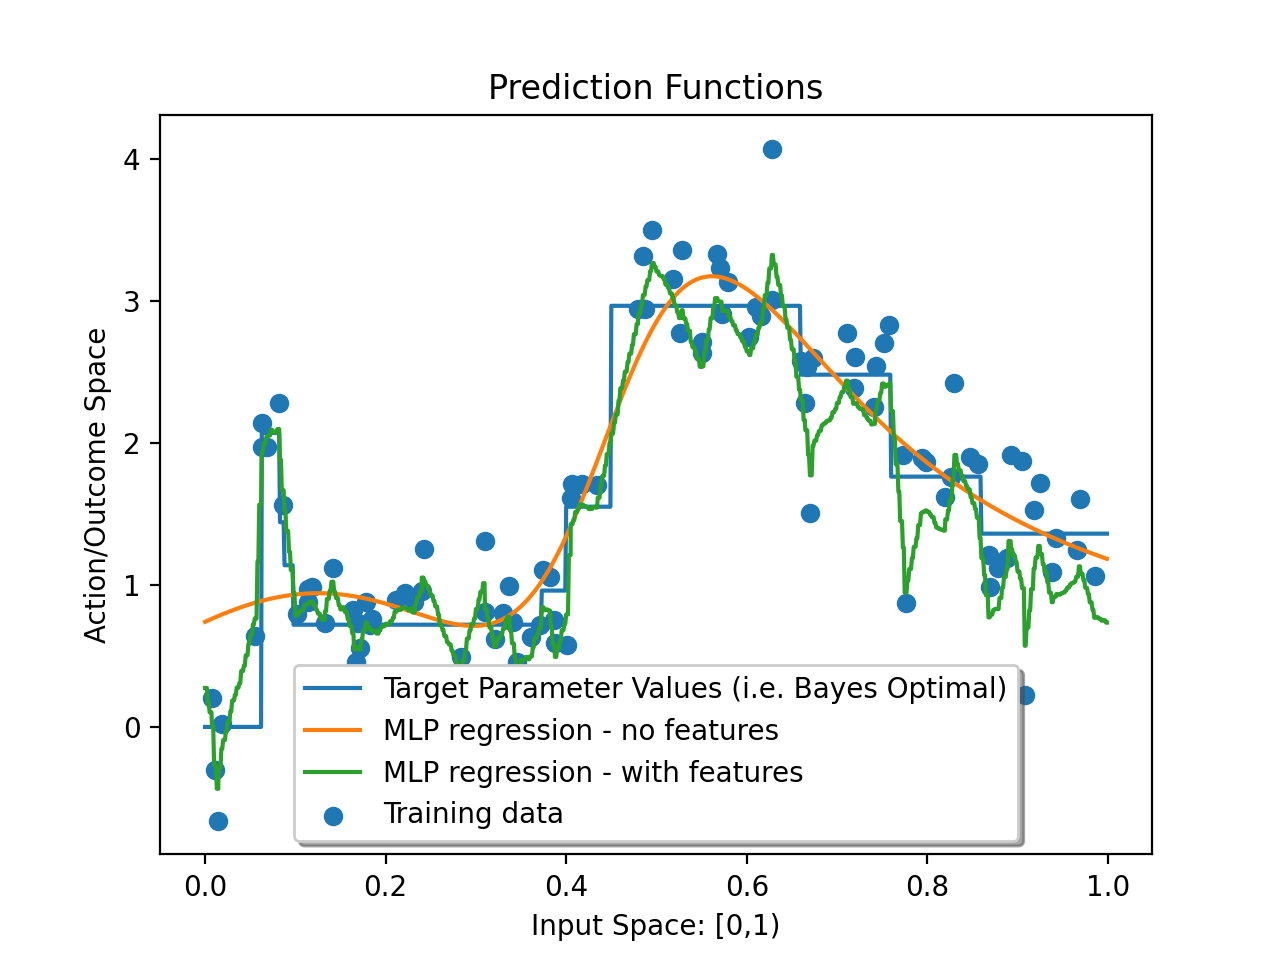 Prediction Functions
Action/Outcome Space
4
3
2
1
0
Target Parameter Values (i.e. Bayes Optimal)
MLP regression - no features
MLP regression - with features
Training data
0.0 0.2 0.4 0.6 0.8 1.0
Input Space: [0,1)